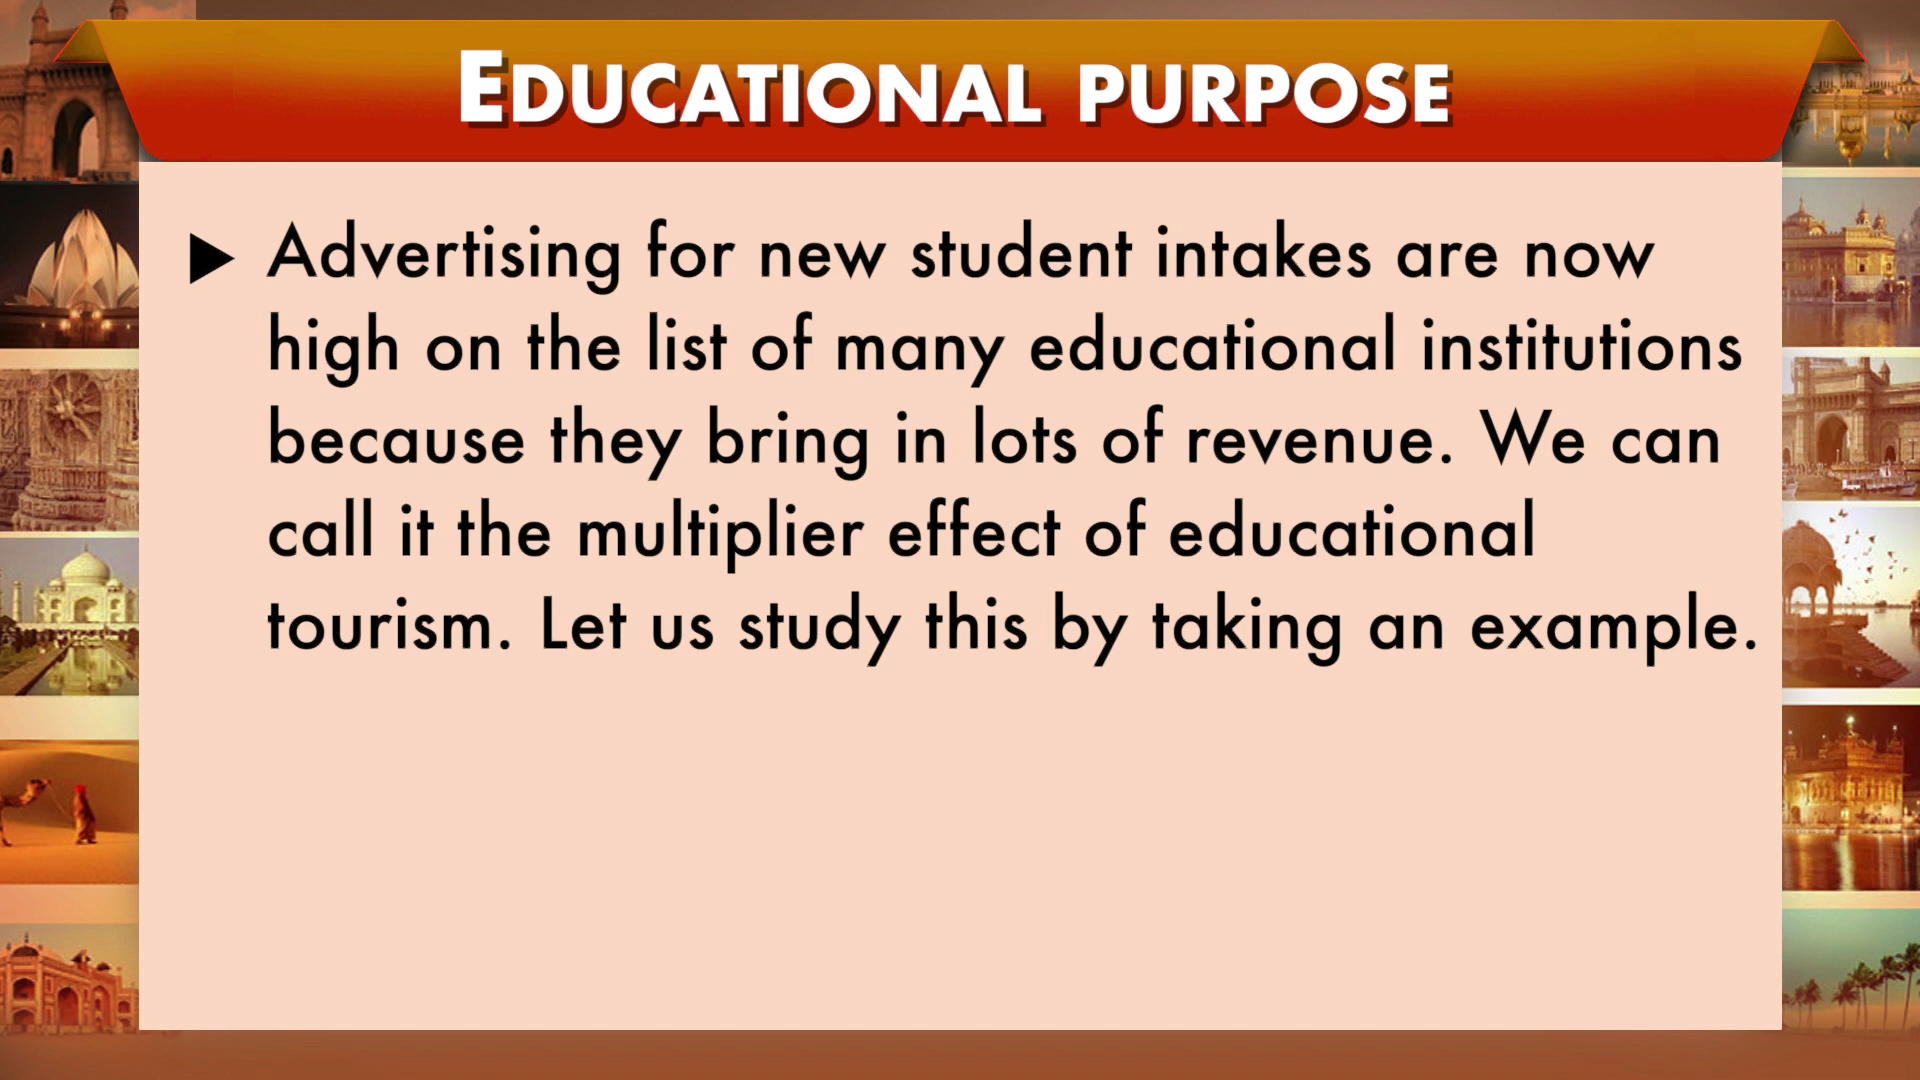 EDUCATIONAL PURPOSE
▶ Advertising for new student intakes are now
high on the list of many educational institutions
because they bring in lots of revenue. We can
call it the multiplier effect of educational
tourism. Let us study this by taking an example.